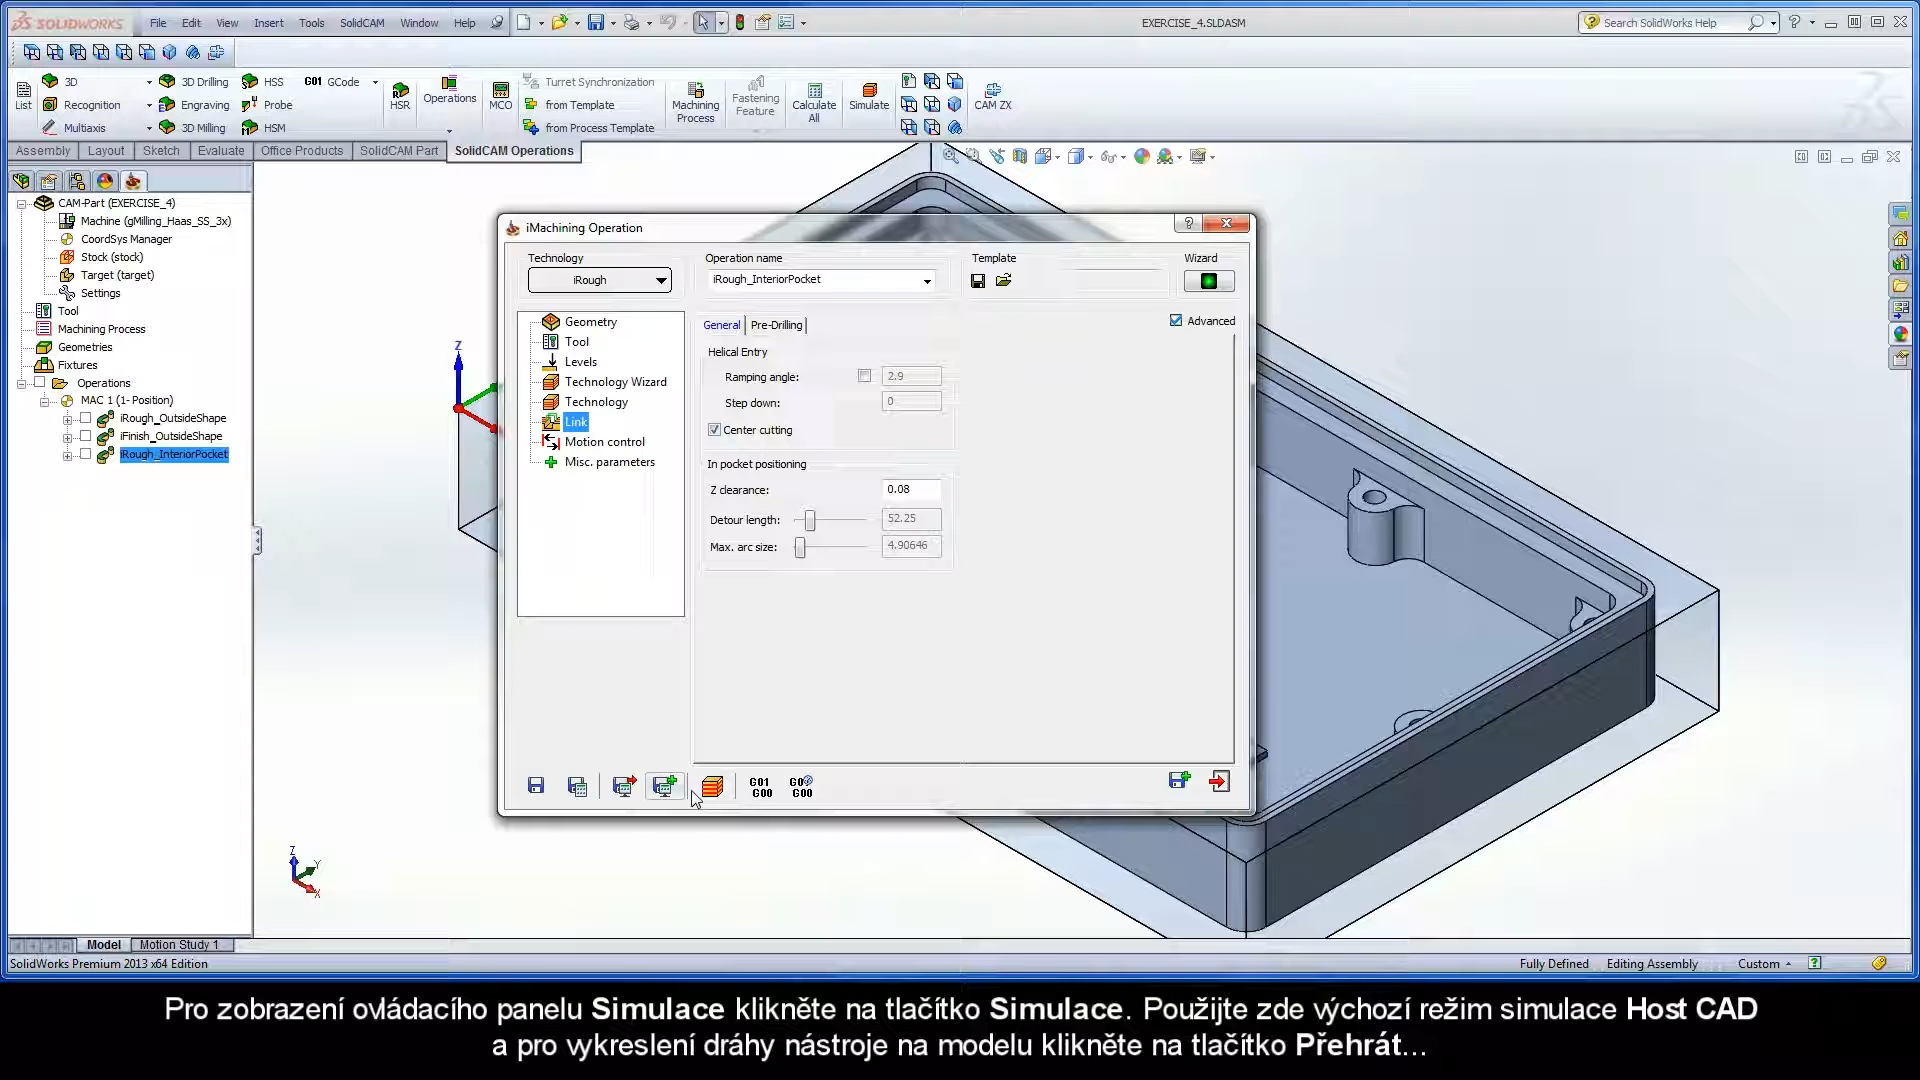 SOLIDWORKS File Edit View Insert Tools SolidCAM Window Help EXERCISE_4.SLDASM Search SolidWorks Help
3D 3D Drilling HSS G01 GCode Turret Synchronization
List Recognition Engraving Probe HSR Operations MCO from Template Machining Process Fastening Feature Calculate All Simulate CAM ZX
Multiaxis 3D Milling HSM from Process Template
Assembly Layout Sketch Evaluate Office Products SolidCAM Part SolidCAM Operations
CAM-Part (EXERCISE_4)
Machine (gMilling_Haas_SS_3x)
CoordSys Manager
Stock (stock)
Target (target)
Settings
Tool
Machining Process
Geometries
Fixtures
Operations
MAC 1 (1- Position)
iRough_OutsideShape
iFinish_OutsideShape
iRough_InteriorPocket
iMachining Operation
Technology Operation name Template Wizard
iRough iRough_InteriorPocket
Advanced
Geometry
Tool
Levels
Technology Wizard
Technology
Link
Motion control
Misc. parameters
General Pre-Drilling
Helical Entry
Ramping angle: 2.9
Step down: 0
Center cutting
In pocket positioning
Z clearance: 0.08
Detour length: 52.25
Max. arc size: 4.90646
G01 G00
G00
Z
Z Y X
Model Motion Study 1
SolidWorks Premium 2013 x64 Edition Fully Defined Editing Assembly Custom
Pro zobrazení ovládacího panelu Simulace klikněte na tlačítko Simulace. Použijte zde výchozí režim simulace Host CAD
a pro vykreslení dráhy nástroje na modelu klikněte na tlačítko Přehrát...